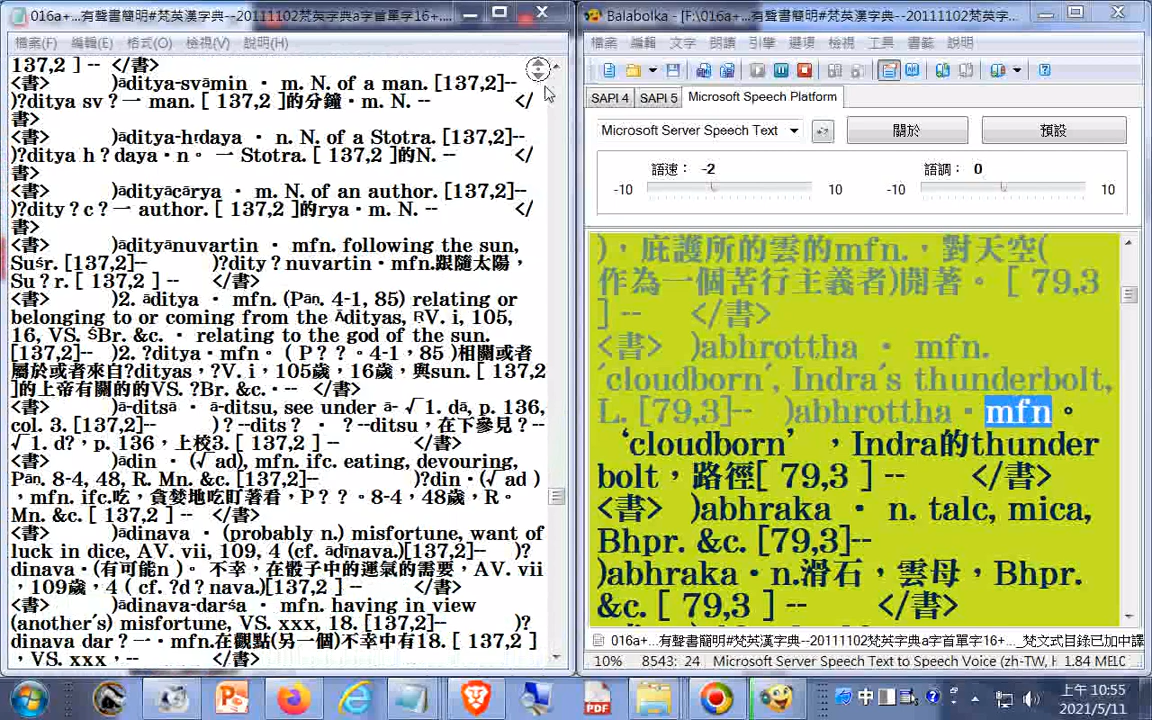 有聲書簡明#梵英漢字典--20111102梵英字典a字首單字16+...
檔案(F) 編輯(E) 格式(O) 檢視(V) 說明(H)
137,2 ] -- </書>
<書> )āditya-svāmin • m. N. of a man. [137,2]--
)?ditya sv？一 man. [ 137,2 ]的分鐘・m. N. -- </
書>
<書> )āditya-hṛdaya • n. N. of a Stotra. [137,2]--
)?ditya h？daya・n。 一 Stotra. [ 137,2 ]的N. -- </
書>
<書> )ādityācārya • m. N. of an author. [137,2]--
)?dity？c？一 author. [ 137,2 ]的rya・m. N. -- </
書>
<書> )ādityānuvartin • mfn. following the sun,
Suśr. [137,2]-- )?dity？nuvartin・mfn.跟隨太陽，
Su？r. [ 137,2 ] -- </書>
<書> )2. āditya • mfn. (Pāṇ. 4-1, 85) relating or
belonging to or coming from the Ādityas, RV. i, 105,
16, VS. ŚBr. &c. • relating to the god of the sun.
[137,2]-- )2. ?ditya・mfn。( P？？。4-1，85 )相關或者
屬於或者來自?dityas，?V. i，105歲，16歲，與sun. [ 137,2
]的上帝有關的的VS. ?Br. &c.・-- </書>
<書> )ā-ditsā • ā-ditsu, see under ā- √1. dā, p. 136,
col. 3. [137,2]-- )？--dits？ • ？--ditsu，在下參見？--
√1. d?，p. 136，上校3. [ 137,2 ] -- </書>
<書> )ādin • (√ ad), mfn. ifc. eating, devouring,
Pāṇ. 8-4, 48, R. Mn. &c. [137,2]-- )?din・(√ ad )
，mfn. ifc.吃，貪婪地吃盯著看，P？？。8-4，48歲，R。
Mn. &c. [ 137,2 ] -- </書>
<書> )ādinava • (probably n.) misfortune, want of
luck in dice, AV. vii, 109, 4 (cf. ādīnava.)[137,2]-- )?
dinava・(有可能n )。 不幸，在骰子中的運氣的需要，AV. vii
，109歲，4 ( cf. ?d？nava.)[137,2 ] -- </書>
<書> )ādinava-darśa • mfn. having in view
(another's) misfortune, VS. xxx, 18. [137,2]-- )?
dinava dar？一・mfn.在觀點(另一個)不幸中有18. [ 137,2 ]
，VS. xxx，-- </書>
Balabolka - [F:\016a+...有聲書簡明#梵英漢字典--20111102梵英字...
檔案 編輯 文字 朗讀 引擎 選項 檢視 工具 書籤 說明
SAPI 4 SAPI 5 Microsoft Speech Platform
Microsoft Server Speech Text 關於 預設
語速： -2 語調： 0
-10 10 -10 10
)，庇護所的雲的mfn.，對天空(
作為一個苦行主義者)開著。[ 79,3
] -- </書>
<書> )abhrottha • mfn.
'cloudborn', Indra's thunderbolt,
L. [79,3]-- )abhrottha・mfn。
‘cloudborn’，Indra的thunder
bolt，路徑[ 79,3 ] -- </書>
<書> )abhraka • n. talc, mica,
Bhpr. &c. [79,3]--
)abhraka・n.滑石，雲母，Bhpr.
&c. [ 79,3 ] -- </書>
016a+...有聲書簡明#梵英漢字典--20111102梵英字典a字首單字16+..._梵文式目錄已加中譯
10% 8543: 24 Microsoft Server Speech Text to Speech Voice (zh-TW, H 1.84 MELC
PDF
中
上午 10:55
2021/5/11